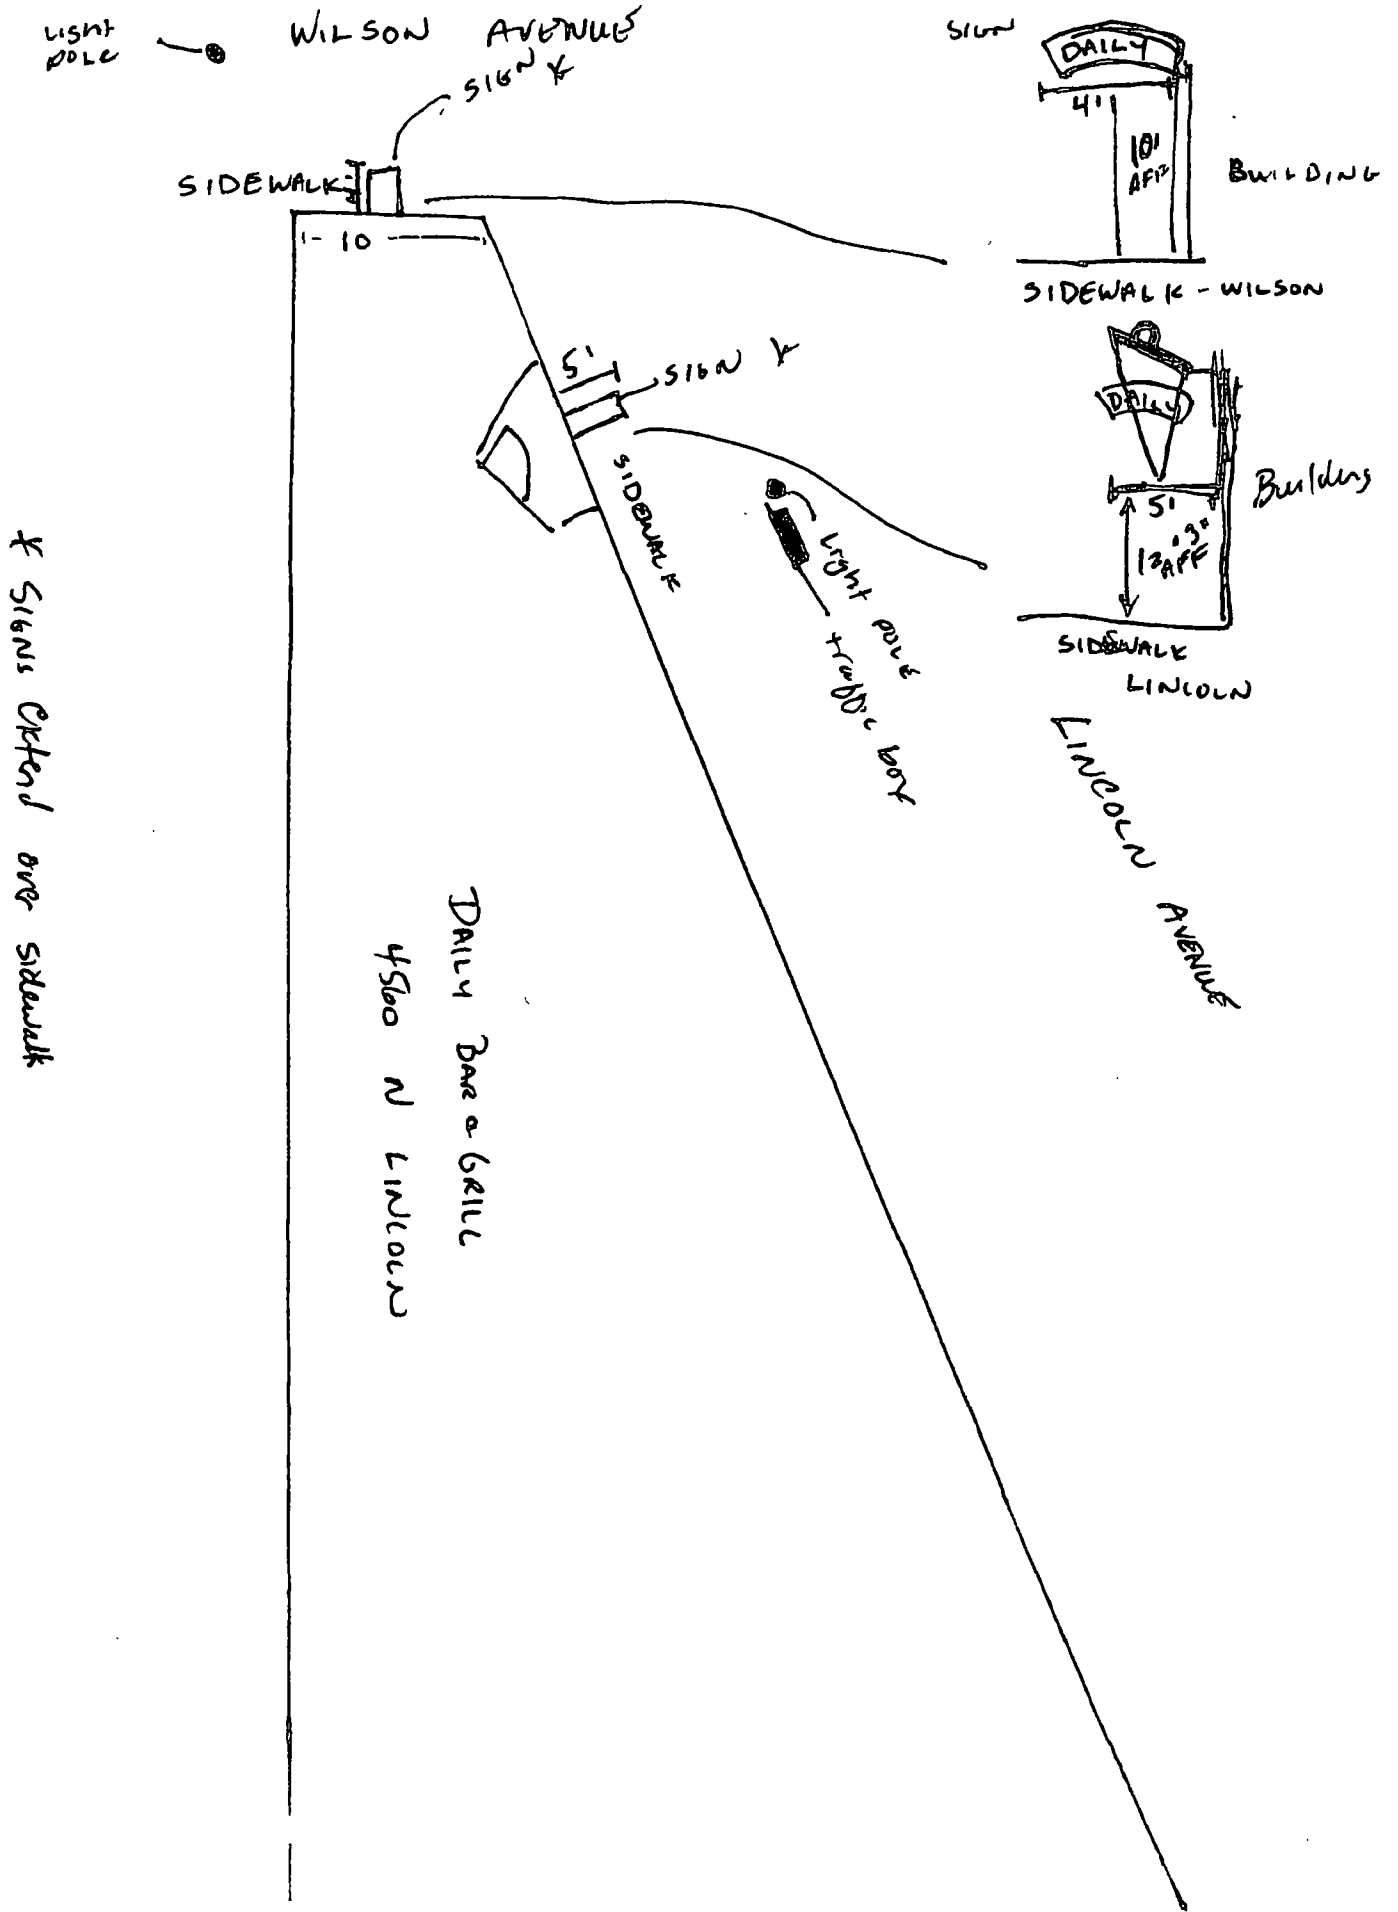 Light
pole
WILSON AVENUE
SIGN *
SIDEWALK
10
SIGN
DAILY
4'
10'
AFF
BUILDING
SIDEWALK - WILSON
5'
SIGN *
SIDEWALK
Light pole
traffic box
DAILY
5'
12'.3"
AFF
Building
SIDEWALK
LINCOLN
LINCOLN AVENUE
DAILY BAR & GRILL
4560 N LINCOLN
* SIGNS Extend over sidewalk